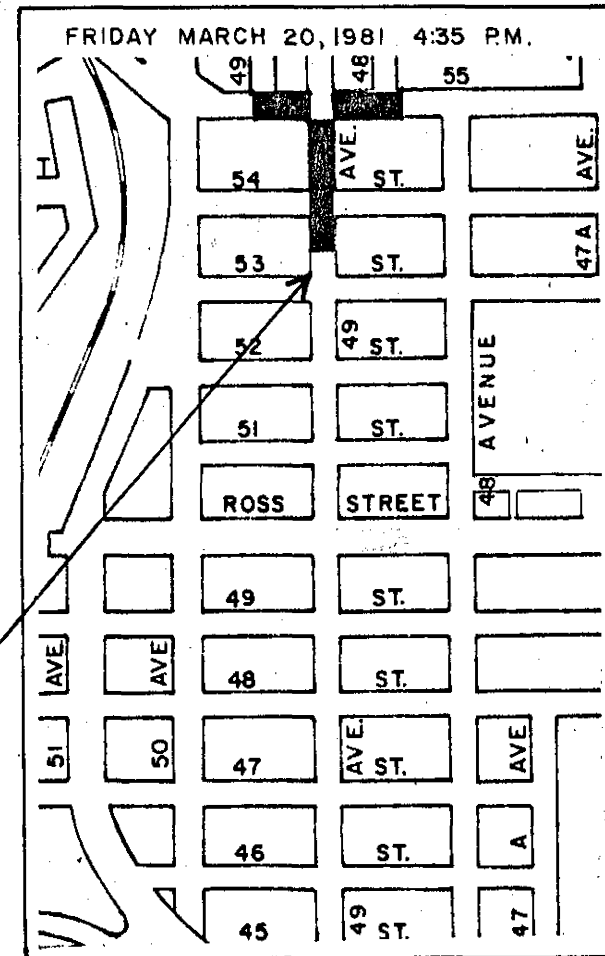 FRIDAY MARCH 20, 1981 4:35 P.M.
49 48 55
54 AVE. ST. AVE.
53 ST. 47A
52 49 ST.
51 ST. AVENUE
ROSS STREET 48
49 ST.
AVE. AVE 48 ST.
51 50 47 AVE. ST. AVE
46 ST. A
45 49 ST. 47